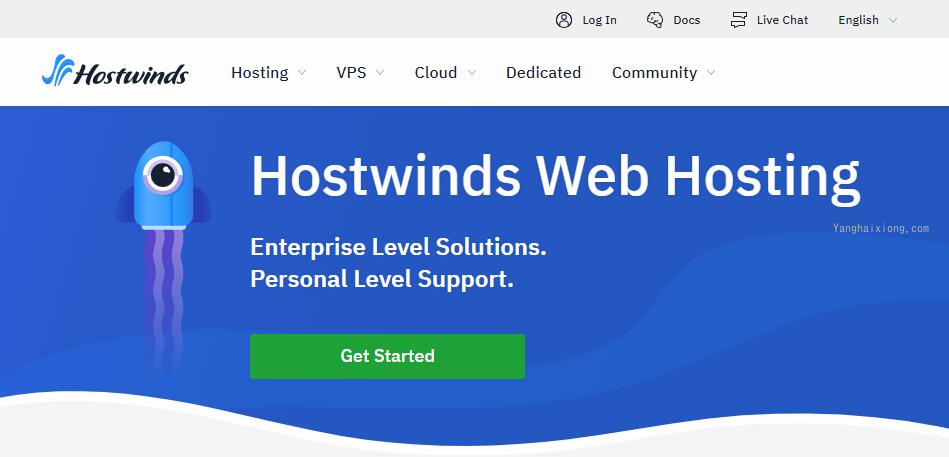 Log In Docs Live Chat English
Hostwinds Hosting VPS Cloud Dedicated Community
Hostwinds Web Hosting
Yanghaixiong.com
Enterprise Level Solutions.
Personal Level Support.
Get Started